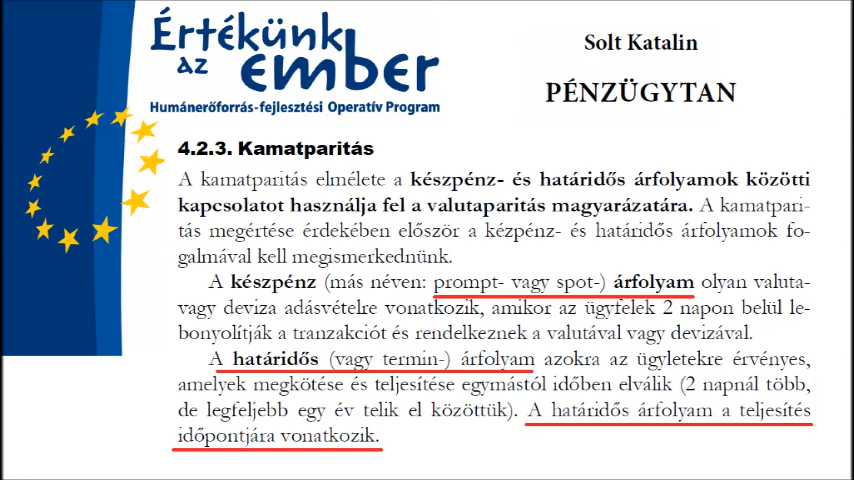 Értékünk
az ember
Humánerőforrás-fejlesztési Operatív Program
Solt Katalin
PÉNZÜGYTAN
4.2.3. Kamatparitás
A kamatparitás elmélete a készpénz- és határidős árfolyamok közötti
kapcsolatot használja fel a valutaparitás magyarázatára. A kamatpari-
tás megértése érdekében először a kézpénz- és határidős árfolyamok fo-
galmával kell megismerkednünk.
A készpénz (más néven: prompt- vagy spot-) árfolyam olyan valuta-
vagy deviza adásvételre vonatkozik, amikor az ügyfelek 2 napon belül le-
bonyolítják a tranzakciót és rendelkeznek a valutával vagy devizával.
A határidős (vagy termin-) árfolyam azokra az ügyletekre érvényes,
amelyek megkötése és teljesítése egymástól időben elválik (2 napnál több,
de legfeljebb egy év telik el közöttük). A határidős árfolyam a teljesítés
időpontjára vonatkozik.